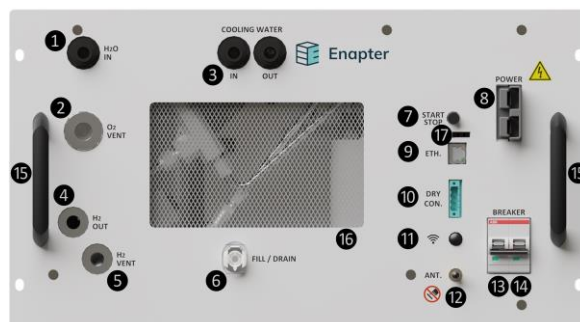 1
H2O
IN
COOLING WATER
3
IN
OUT
Enapter
2
O2
VENT
7
START
STOP
17
8
POWER
9
ETH.
15
15
4
H2
OUT
10
DRY
CON.
5
H2
VENT
6
FILL / DRAIN
16
11
BREAKER
ANT.
12
13
14